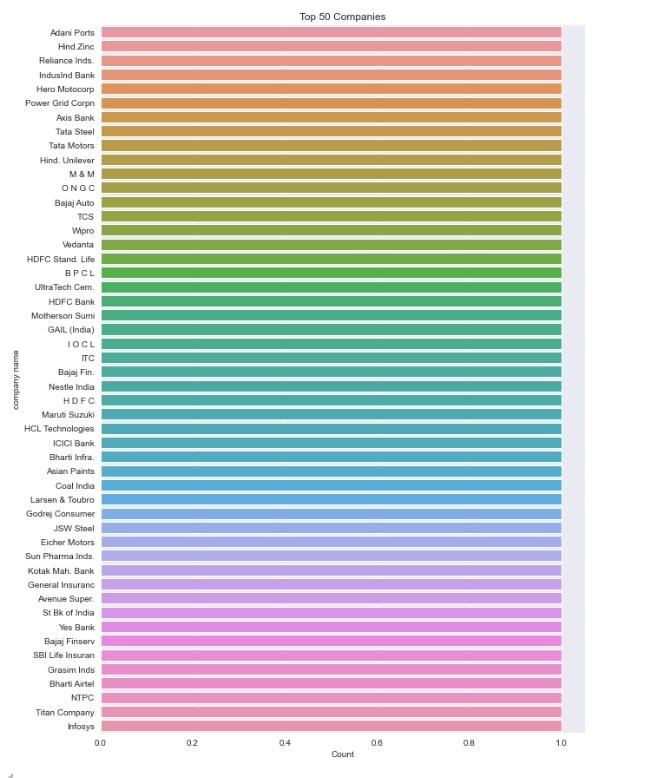 Top 50 Companies
Adani Ports
Hind.Zinc
Reliance Inds.
IndusInd Bank
Hero Motocorp
Power Grid Corpn
Axis Bank
Tata Steel
Tata Motors
Hind. Unilever
M & M
O N G C
Bajaj Auto
TCS
Wipro
Vedanta
HDFC Stand. Life
B P C L
UltraTech Cem.
HDFC Bank
Motherson Sumi
GAIL (India)
I O C L
ITC
Bajaj Fin.
Nestle India
H D F C
Maruti Suzuki
HCL Technologies
ICICI Bank
Bharti Infra.
Asian Paints
Coal India
Larsen & Toubro
Godrej Consumer
JSW Steel
Eicher Motors
Sun Pharma.Inds.
Kotak Mah. Bank
General Insuranc
Avenue Super.
St Bk of India
Yes Bank
Bajaj Finserv
SBI Life Insuran
Grasim Inds
Bharti Airtel
NTPC
Titan Company
Infosys
company name
0.0 0.2 0.4 0.6 0.8 1.0
Count